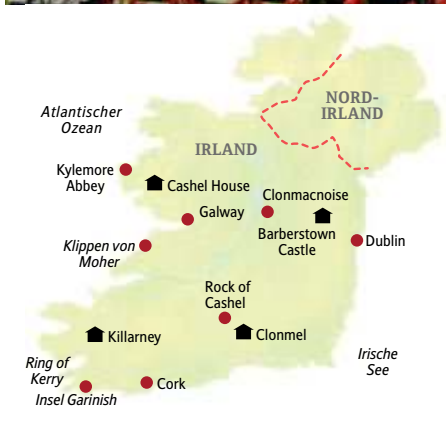 NORD-
IRLAND
Atlantischer
Ozean
IRLAND
Kylemore
Abbey
Cashel House
Clonmacnoise
Galway
Barberstown
Castle
Dublin
Klippen von
Moher
Rock of
Cashel
Killarney
Clonmel
Irische
See
Ring of
Kerry
Cork
Insel Garinish